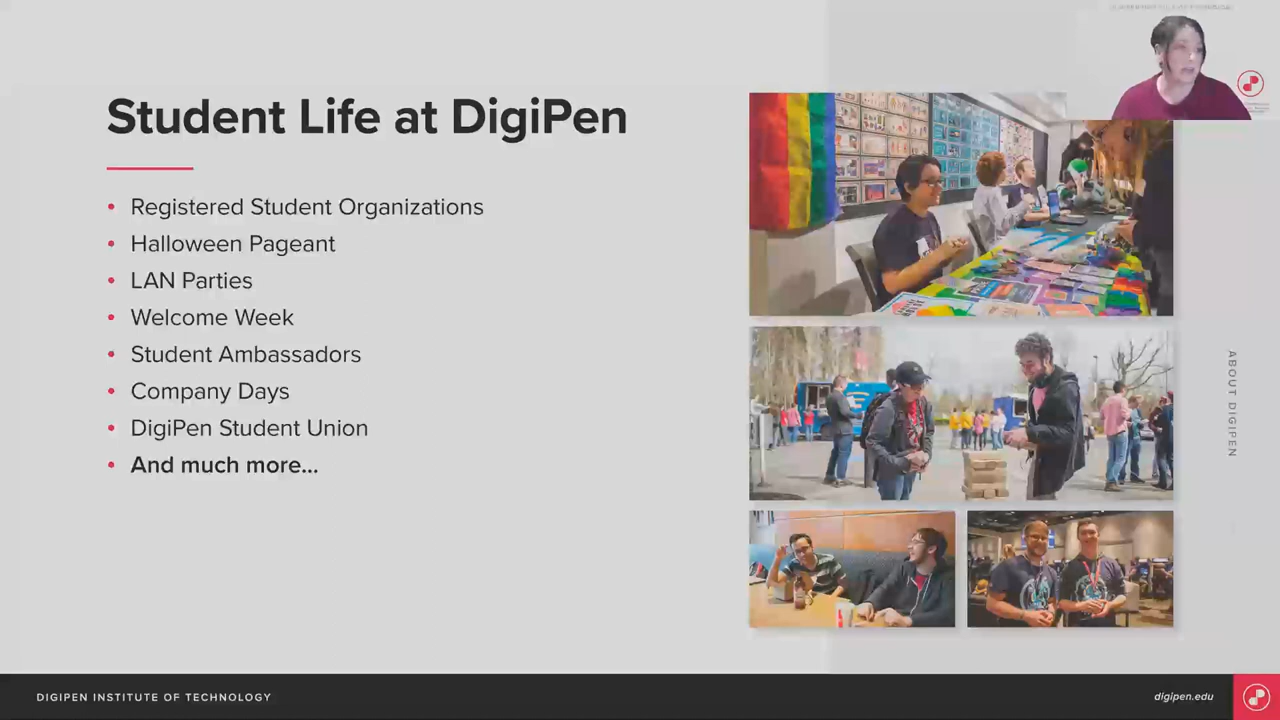 Student Life at DigiPen
Registered Student Organizations
Halloween Pageant
LAN Parties
Welcome Week
Student Ambassadors
Company Days
DigiPen Student Union
And much more...
ABOUT DIGIPEN
DIGIPEN INSTITUTE OF TECHNOLOGY
digipen.edu